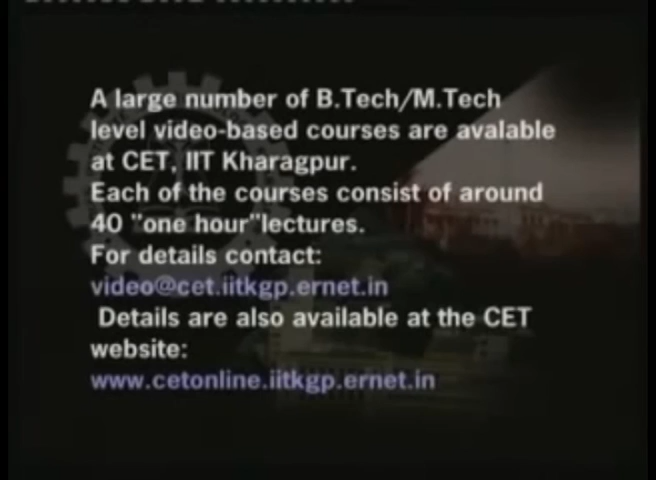 A large number of B.Tech/M.Tech
level video-based courses are avalable
at CET, IIT Kharagpur.
Each of the courses consist of around
40 "one hour"lectures.
For details contact:
video@cet.iitkgp.ernet.in
Details are also available at the CET
website:
www.cetonline.iitkgp.ernet.in